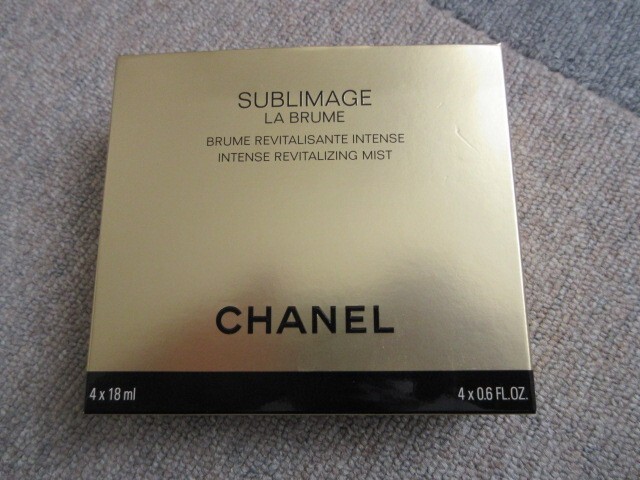 SUBLIMAGE
LA BRUME
BRUME REVITALISANTE INTENSE
INTENSE REVITALIZING MIST
CHANEL
4 x 18 ml
4 x 0.6 FL.OZ.